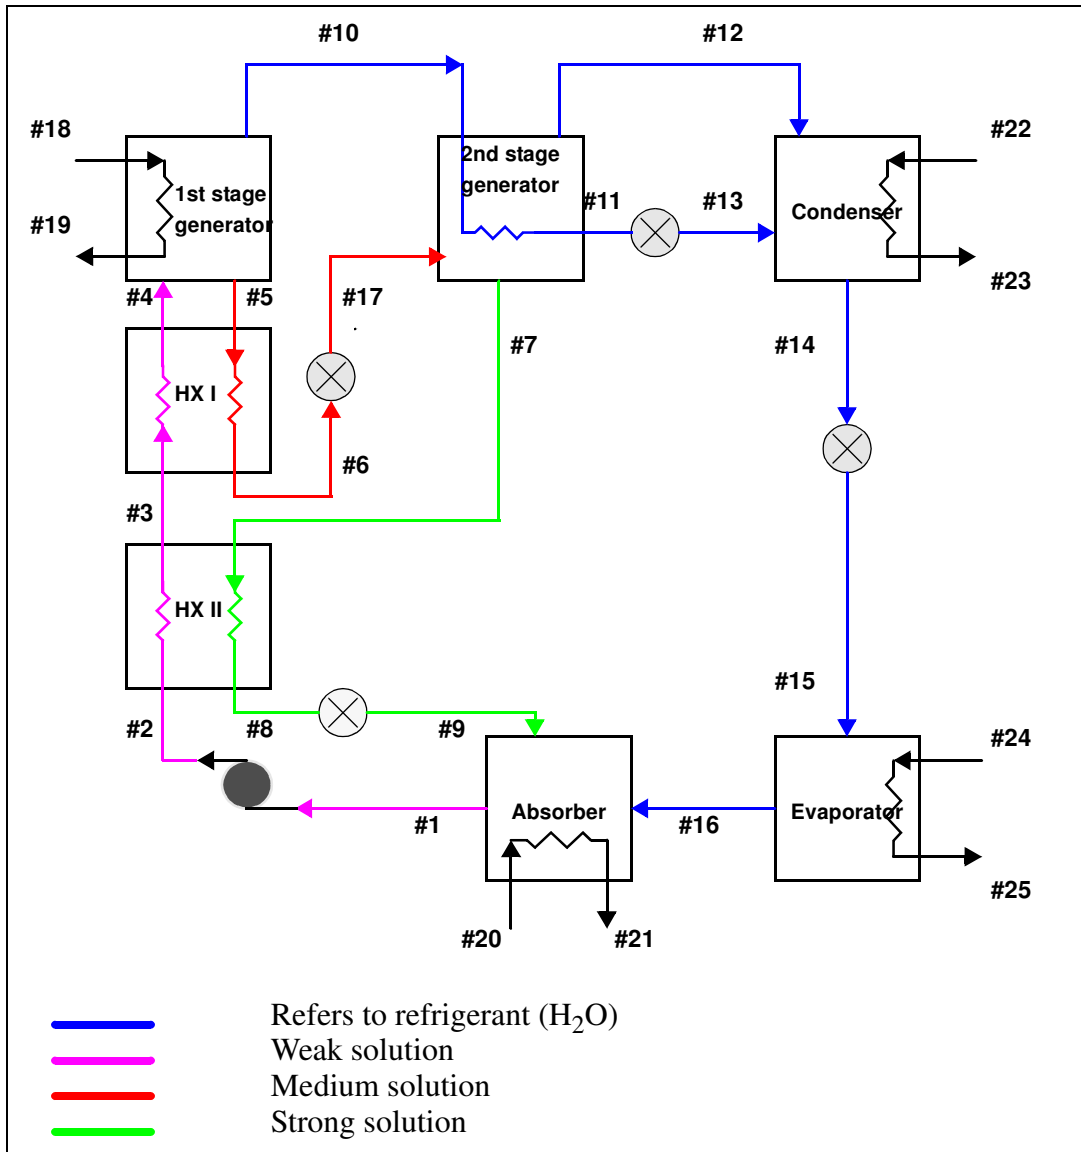 #10
#12
#18
#22
2nd stage
generator
1st stage
generator
#11
#13
Condenser
#19
#23
#4
#5
#17
#14
#7
HX I
#6
#3
HX II
#15
#2
#8
#9
#24
Absorber
#16
Evaporator
#1
#25
#20
#21
Refers to refrigerant (H₂O)
Weak solution
Medium solution
Strong solution